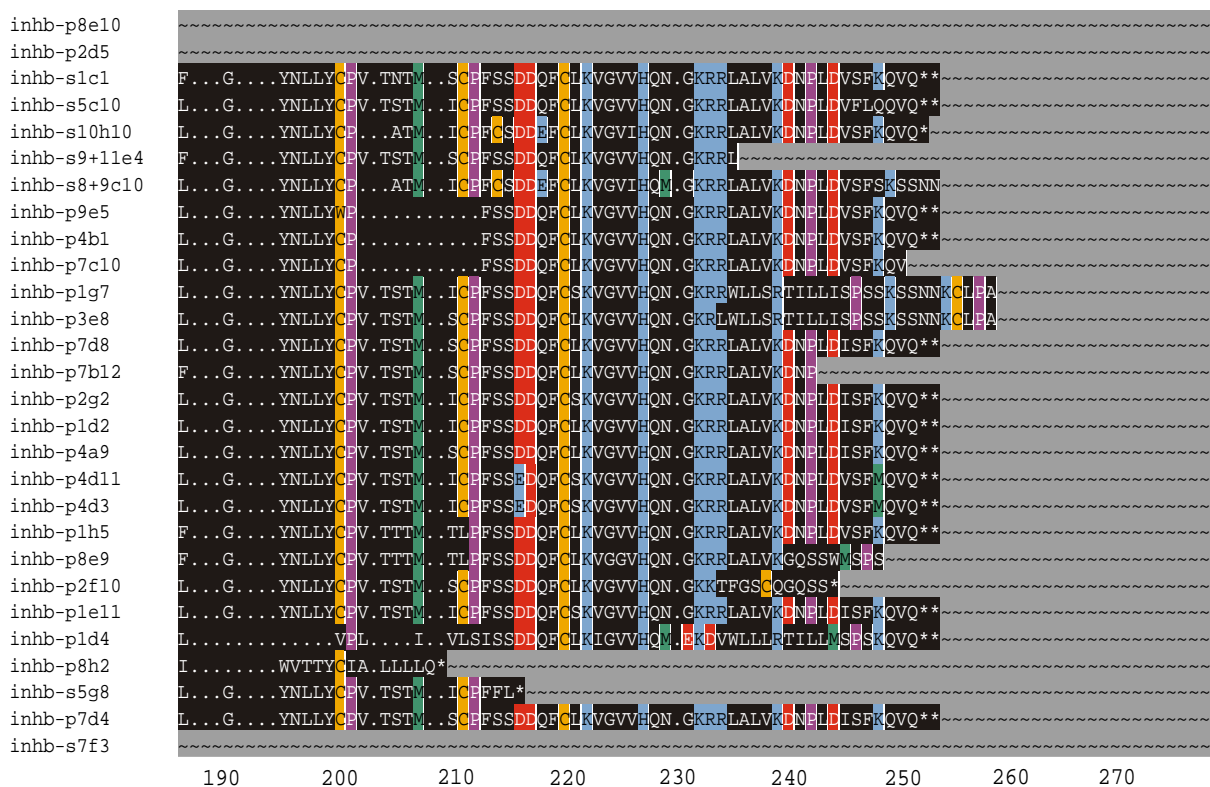 inhb-p8e10 ~~~~~~~~~~~~~~~~~~~~~~~~~~~~~~~~~~~~~~~~~~~~~~~~~~~~~~~~~~~~~~~~~~~~~~~~~~~~~~~~~~~~~~~~~~~~
inhb-p2d5 ~~~~~~~~~~~~~~~~~~~~~~~~~~~~~~~~~~~~~~~~~~~~~~~~~~~~~~~~~~~~~~~~~~~~~~~~~~~~~~~~~~~~~~~~~~~~
inhb-s1c1 F...G....YNLLYCPV.TNTM..SCPFSSDDQFCLKVGVVHQN.GKRRLALVKDNPLDVSFKQVQ**~~~~~~~~~~~~~~~~~~~~~~~~
inhb-s5c10 L...G....YNLLYCPV.TSTM..ICPFSSDDQFCLKVGVVHQN.GKRRLALVKDNPLDVFLQQVQ**~~~~~~~~~~~~~~~~~~~~~~~~
inhb-s10h10 L...G....YNLLYCP...ATM..ICPFCSDDEFCLKVGVIHQN.GKRRLALVKDNPLDVSFKQVQ*~~~~~~~~~~~~~~~~~~~~~~~~~
inhb-s9+11e4 F...G....YNLLYCPV.TSTM..SCPFSSDDQFCLKVGVVHQN.GKRRL~~~~~~~~~~~~~~~~~~~~~~~~~~~~~~~~~~~~~~~~~~
inhb-s8+9c10 L...G....YNLLYCP...ATM..ICPFCSDDEFCLKVGVIHQM.GKRRLALVKDNPLDVSFSKSSNN~~~~~~~~~~~~~~~~~~~~~~~~
inhb-p9e5 L...G....YNLLYWP...........FSSDDQFCLKVGVVHQN.GKRRLALVKDNPLDVSFKQVQ**~~~~~~~~~~~~~~~~~~~~~~~~
inhb-p4b1 L...G....YNLLYCP...........FSSDDQFCLKVGVVHQN.GKRRLALVKDNPLDVSFKQVQ**~~~~~~~~~~~~~~~~~~~~~~~~
inhb-p7c10 L...G....YNLLYCP...........FSSDDQFCLKVGVVHQN.GKRRLALVKDNPLDVSFKQV~~~~~~~~~~~~~~~~~~~~~~~~~~~
inhb-p1g7 L...G....YNLLYCPV.TSTM..ICPFSSDDQFCLKVGVVHQN.GKRRWLLSRTILLISPSSKSSNNKCLPA~~~~~~~~~~~~~~~~~~~
inhb-p3e8 L...G....YNLLYCPV.TSTM..SCPFSSDDQFCLKVGVVHQN.GKRLWLLSRTILLISPSSKSSNNKCLPA~~~~~~~~~~~~~~~~~~~
inhb-p7d8 L...G....YNLLYCPV.TSTM..SCPFSSDDQFCLKVGVVHQN.GKRRLALVKDNPLDISFKQVQ**~~~~~~~~~~~~~~~~~~~~~~~~
inhb-p7b12 F...G....YNLLYCPV.TSTM..SCPFSSDDQFCLKVGVVHQN.GKRRLALVKDNP~~~~~~~~~~~~~~~~~~~~~~~~~~~~~~~~~~~
inhb-p2g2 L...G....YNLLYCPV.TSTM..ICPFSSDDQFCLKVGVVHQN.GKRRLALVKDNPLDISFKQVQ**~~~~~~~~~~~~~~~~~~~~~~~~
inhb-p1d2 L...G....YNLLYCPV.TSTM..ICPFSSDDQFCLKVGVVHQN.GKRRLALVKDNPLDISFKQVQ**~~~~~~~~~~~~~~~~~~~~~~~~
inhb-p4a9 L...G....YNLLYCPV.TSTM..SCPFSSDDQFCLKVGVVHQN.GKRRLALVKDNPLDISFKQVQ**~~~~~~~~~~~~~~~~~~~~~~~~
inhb-p4d11 L...G....YNLLYCPV.TSTM..ICPFSSEDQFCSKVGVVHQN.GKRRLALVKDNPLDVSFMQVQ**~~~~~~~~~~~~~~~~~~~~~~~~
inhb-p4d3 L...G....YNLLYCPV.TSTM..ICPFSSEDQFCSKVGVVHQN.GKRRLALVKDNPLDVSFMQVQ**~~~~~~~~~~~~~~~~~~~~~~~~
inhb-p1h5 F...G....YNLLYCPV.TTTM..TLPFSSDDQFCLKVGVVHQN.GKRRLALVKDNPLDVSFKQVQ**~~~~~~~~~~~~~~~~~~~~~~~~
inhb-p8e9 F...G....YNLLYCPV.TTTM..TLPFSSDDQFCLKVGGVHQN.GKRRLALVKGQSSWMSPS~~~~~~~~~~~~~~~~~~~~~~~~~~~~~
inhb-p2f10 L...G....YNLLYCPV.TSTM..SCPFSSDDQFCLKVGVVHQN.GKKTFGSCQGQSS*~~~~~~~~~~~~~~~~~~~~~~~~~~~~~~~~~
inhb-p1e11 L...G....YNLLYCPV.TSTM..ICPFSSDDQFCLKVGVVHQN.GKRRLALVKDNPLDISFKQVQ**~~~~~~~~~~~~~~~~~~~~~~~~
inhb-p1d4 L.............VPL....I..VLSISSDDQFCLKIGVVHQM.EKDVWLLLRTILLMSPSKQVQ**~~~~~~~~~~~~~~~~~~~~~~~~
inhb-p8h2 I........WVTTYCIA.LLLLQ*~~~~~~~~~~~~~~~~~~~~~~~~~~~~~~~~~~~~~~~~~~~~~~~~~~~~~~~~~~~~~~~~~~~~
inhb-s5g8 L...G....YNLLYCPV.TSTM..ICPFFL*~~~~~~~~~~~~~~~~~~~~~~~~~~~~~~~~~~~~~~~~~~~~~~~~~~~~~~~~~~~~~
inhb-p7d4 L...G....YNLLYCPV.TSTM..SCPFSSDDQFCLKVGVVHQN.GKRRLALVKDNPLDISFKQVQ**~~~~~~~~~~~~~~~~~~~~~~~~
inhb-s7f3 ~~~~~~~~~~~~~~~~~~~~~~~~~~~~~~~~~~~~~~~~~~~~~~~~~~~~~~~~~~~~~~~~~~~~~~~~~~~~~~~~~~~~~~~~~~~~
190 200 210 220 230 240 250 260 270